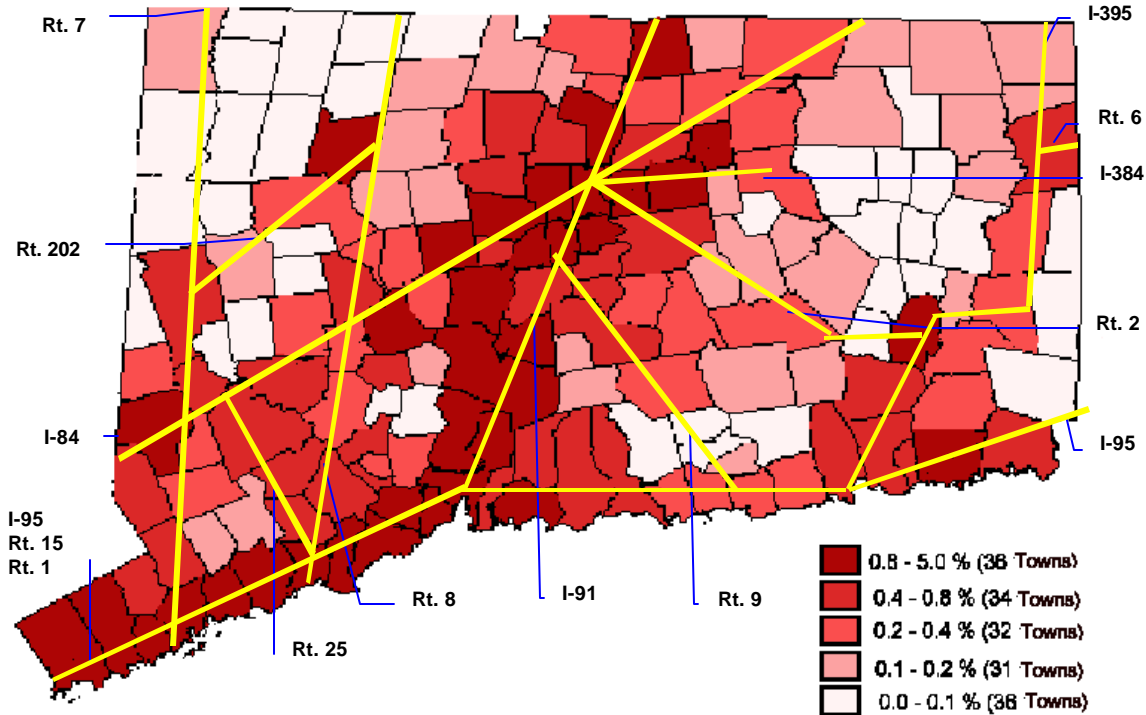 Rt. 7
I-395
Rt. 6
I-384
Rt. 202
Rt. 2
I-84
I-95
I-95
Rt. 15
Rt. 1
Rt. 8
I-91
Rt. 9
Rt. 25
0.8 - 5.0 % (36 Towns)
0.4 - 0.8 % (34 Towns)
0.2 - 0.4 % (32 Towns)
0.1 - 0.2 % (31 Towns)
0.0 - 0.1 % (36 Towns)